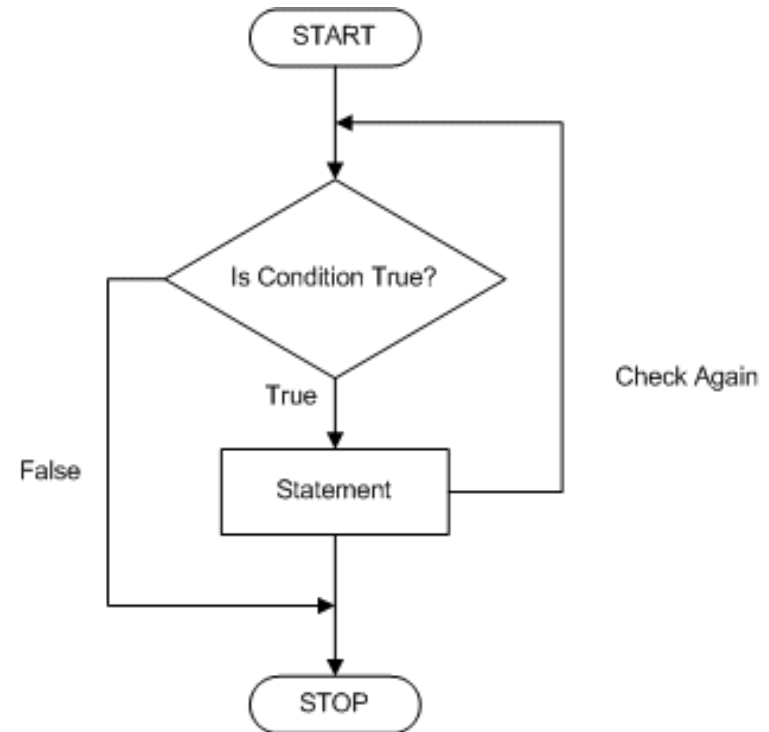 START
Is Condition True?
True
Check Again
False
Statement
STOP